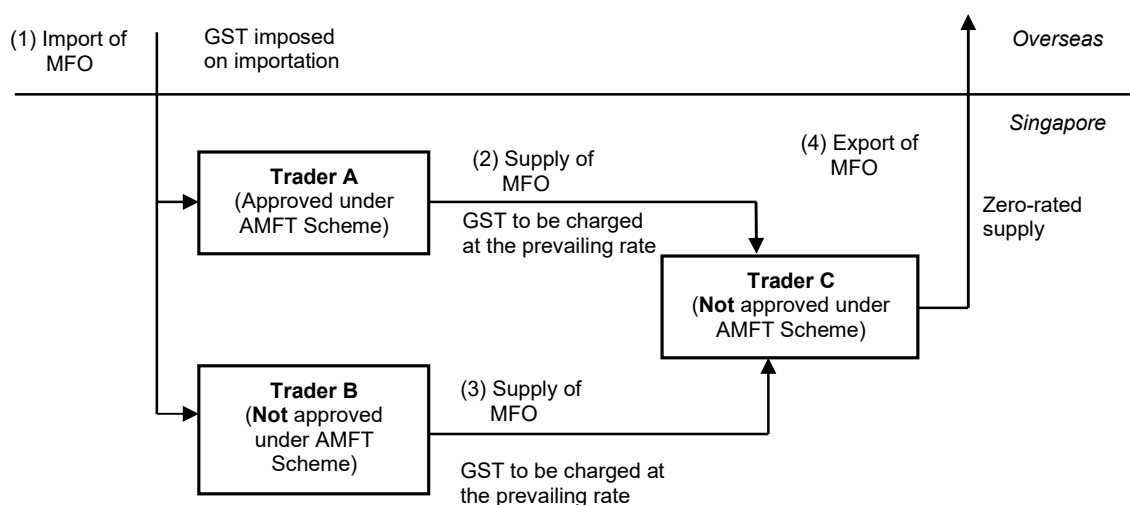 (1) Import of
MFO
GST imposed
on importation
Overseas
Singapore
Trader A
(Approved under
AMFT Scheme)
(2) Supply of
MFO
GST to be charged
at the prevailing rate
(4) Export of
MFO
Zero-rated
supply
Trader C
(Not approved under
AMFT Scheme)
Trader B
(Not approved
under AMFT
Scheme)
(3) Supply of
MFO
GST to be charged at
the prevailing rate